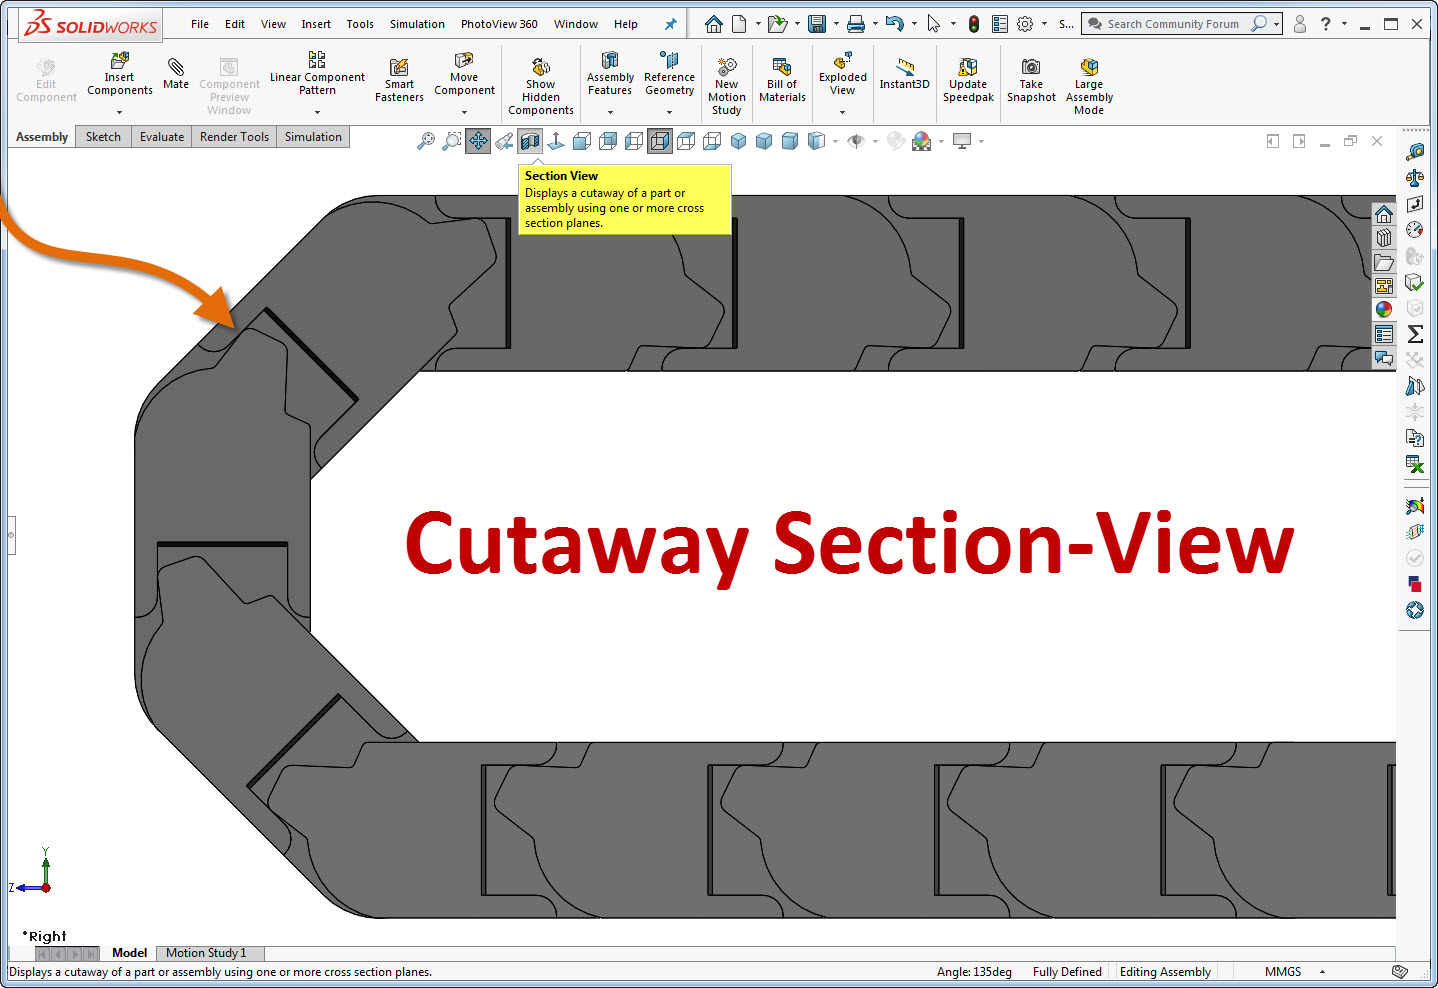 SOLIDWORKS File Edit View Insert Tools Simulation PhotoView 360 Window Help S... Search Community Forum ?
Edit Component
Insert Components
Mate
Component Preview Window
Linear Component Pattern
Smart Fasteners
Move Component
Show Hidden Components
Assembly Features
Reference Geometry
New Motion Study
Bill of Materials
Exploded View
Instant3D
Update Speedpak
Take Snapshot
Large Assembly Mode
Assembly Sketch Evaluate Render Tools Simulation
Section View
Displays a cutaway of a part or
assembly using one or more cross
section planes.
Cutaway Section-View
Y
Z
*Right
Model Motion Study 1
Displays a cutaway of a part or assembly using one or more cross section planes. Angle: 135deg Fully Defined Editing Assembly MMGS